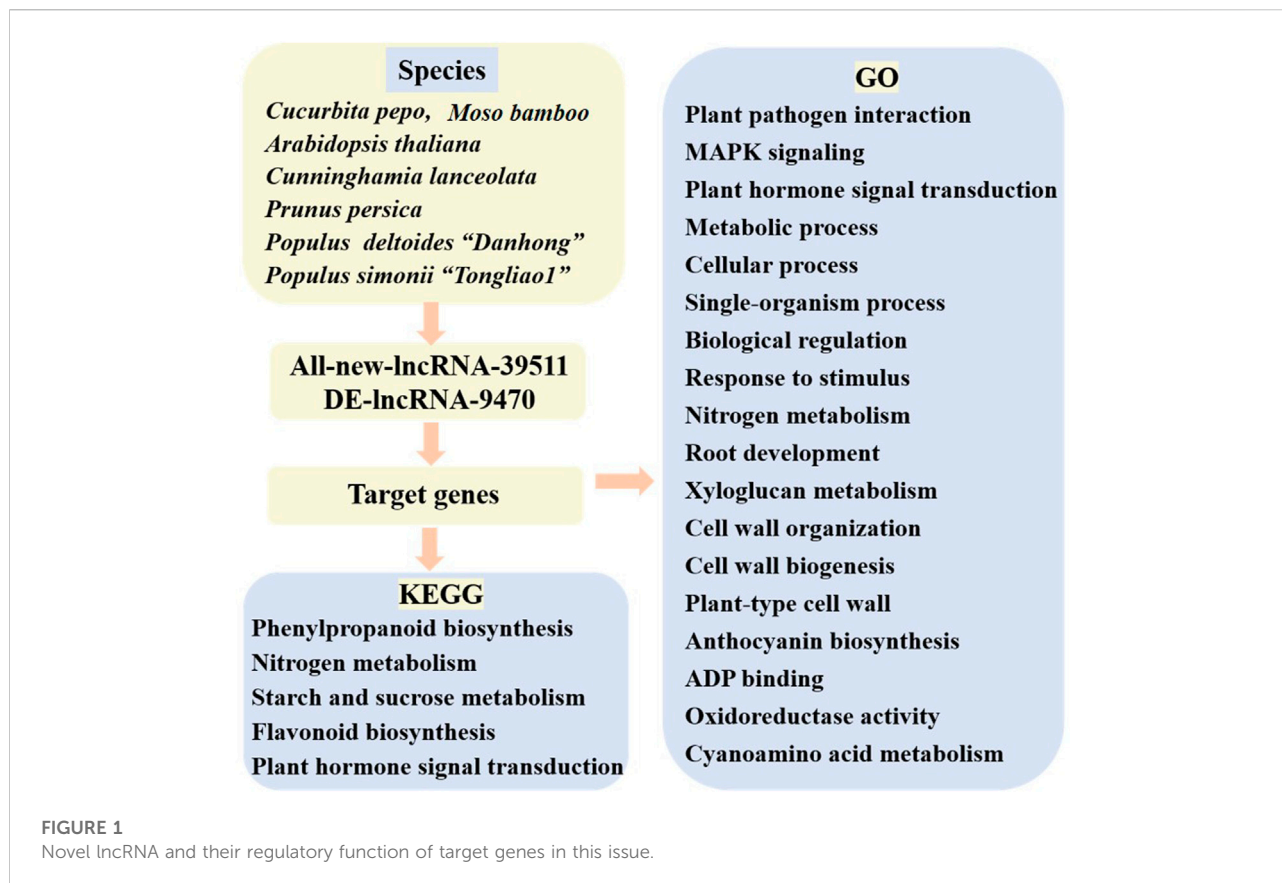 Species
Cucurbita pepo, Moso bamboo
Arabidopsis thaliana
Cunninghamia lanceolata
Prunus persica
Populus deltoides “Danhong”
Populus simonii “Tongliao1”
All-new-lncRNA-39511
DE-lncRNA-9470
Target genes
KEGG
Phenylpropanoid biosynthesis
Nitrogen metabolism
Starch and sucrose metabolism
Flavonoid biosynthesis
Plant hormone signal transduction
GO
Plant pathogen interaction
MAPK signaling
Plant hormone signal transduction
Metabolic process
Cellular process
Single-organism process
Biological regulation
Response to stimulus
Nitrogen metabolism
Root development
Xyloglucan metabolism
Cell wall organization
Cell wall biogenesis
Plant-type cell wall
Anthocyanin biosynthesis
ADP binding
Oxidoreductase activity
Cyanoamino acid metabolism
FIGURE 1
Novel lncRNA and their regulatory function of target genes in this issue.